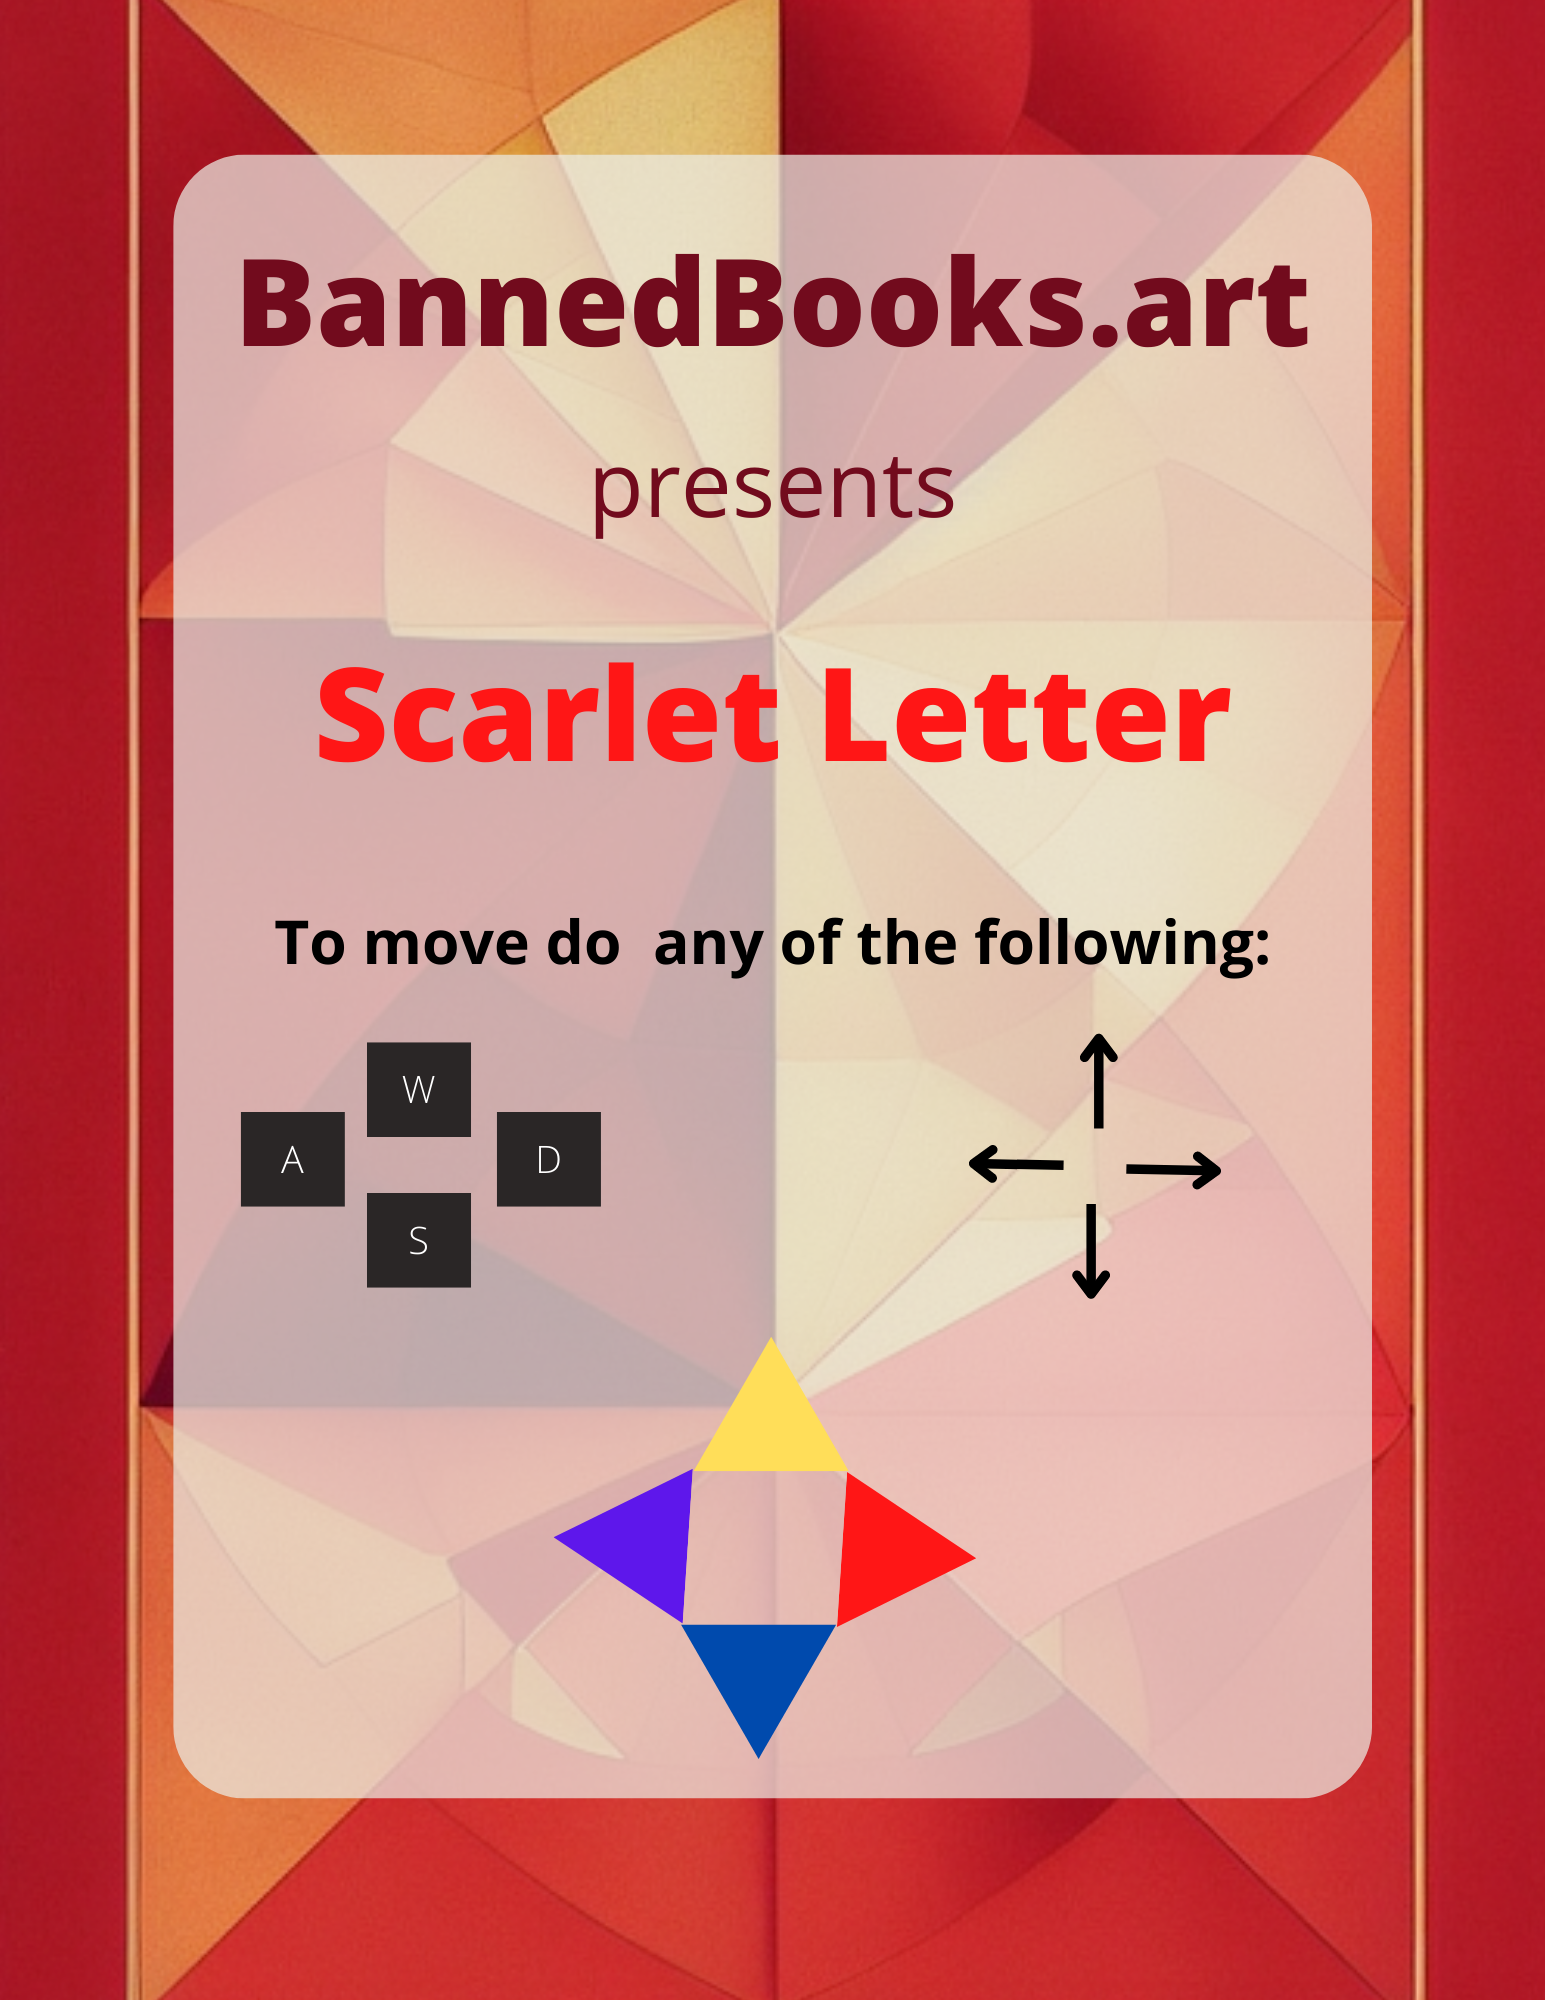 BannedBooks.art
presents
Scarlet Letter
To move do  any of the following:
W
A
D
S